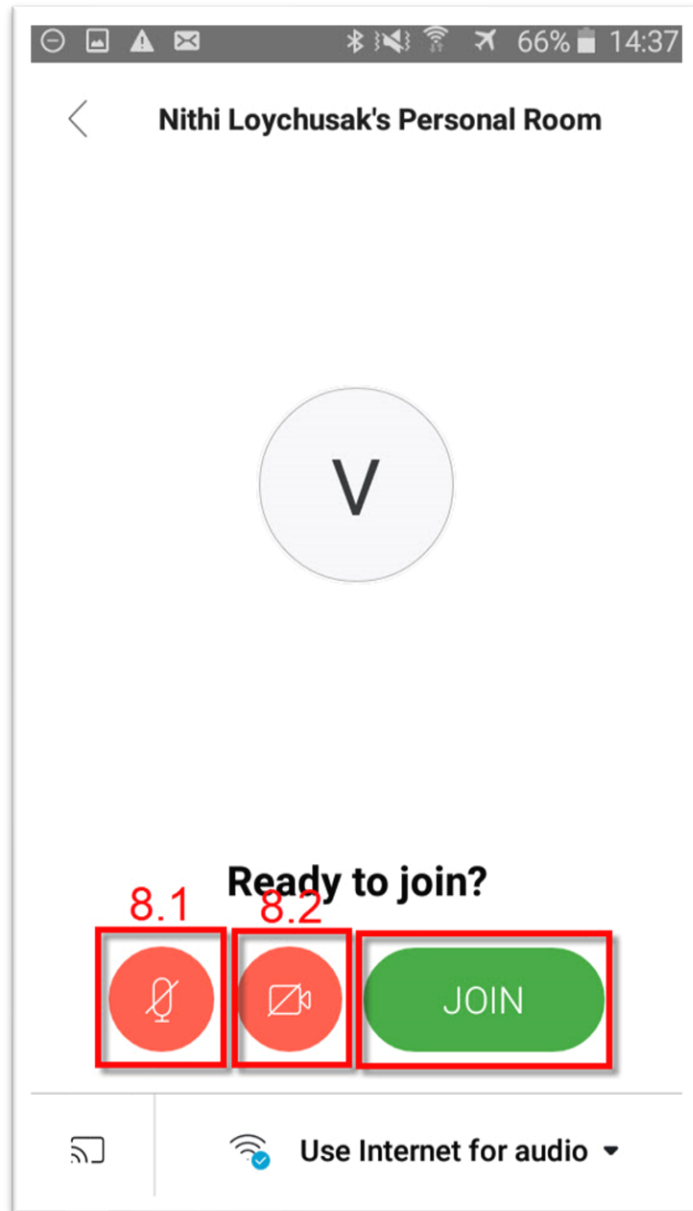 66% 14:37
Nithi Loychusak's Personal Room
V
Ready to join?
8.1 8.2
JOIN
Use Internet for audio